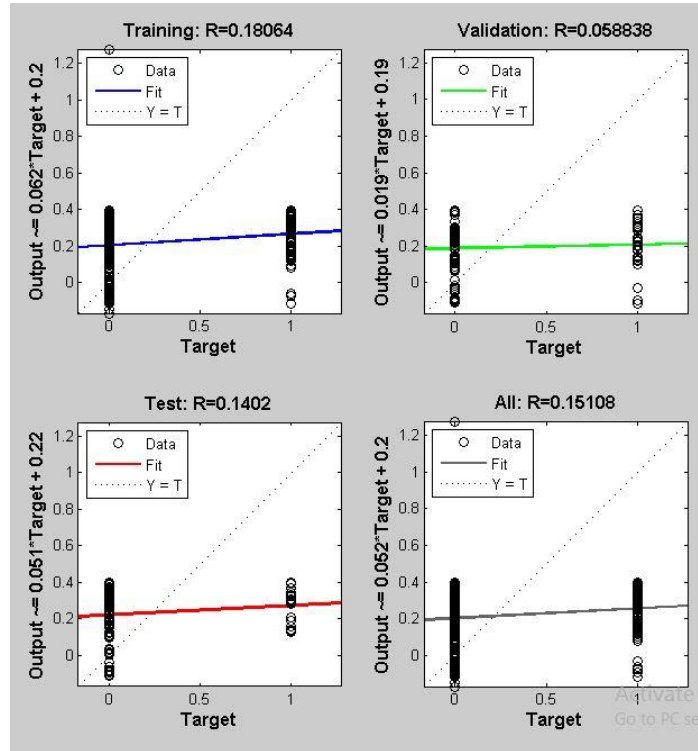 Training: R=0.18064
Output ~= 0.062*Target + 0.2
1.2
1
0.8
0.6
0.4
0.2
0
Data
Fit
Y = T
0
0.5
1
Target
Validation: R=0.058838
Output ~= 0.019*Target + 0.19
1.2
1
0.8
0.6
0.4
0.2
0
Data
Fit
Y = T
0
0.5
1
Target
Test: R=0.1402
Output ~= 0.051*Target + 0.22
1.2
1
0.8
0.6
0.4
0.2
0
Data
Fit
Y = T
0
0.5
1
Target
All: R=0.15108
Output ~= 0.052*Target + 0.2
1.2
1
0.8
0.6
0.4
0.2
0
Data
Fit
Y = T
0
0.5
1
Target
Activate
Go to PC se